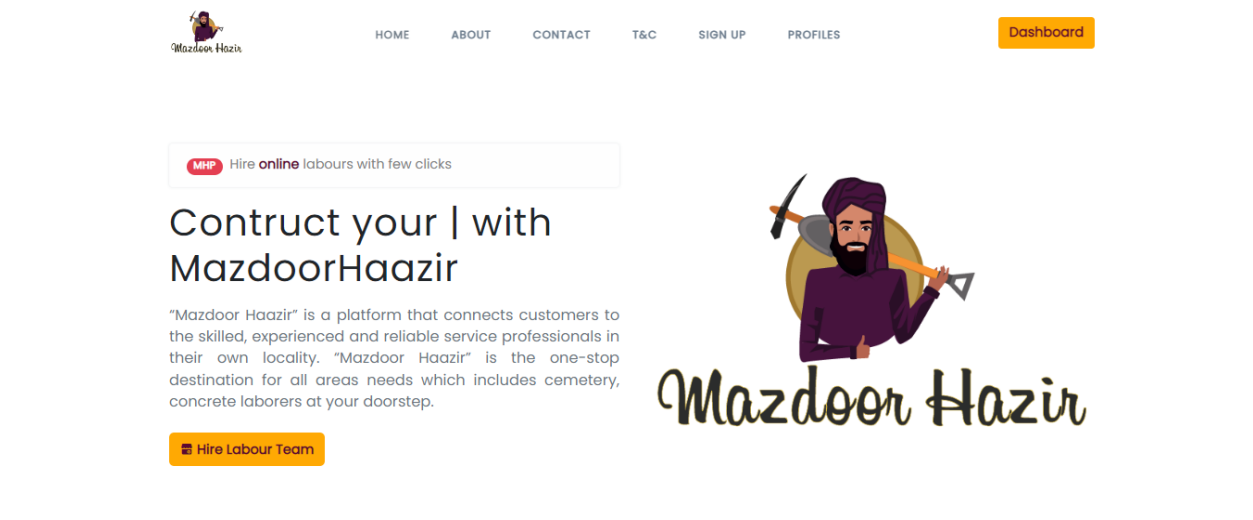 Mazdoor Hazir
HOME ABOUT CONTACT T&C SIGN UP PROFILES
Dashboard
MHP Hire online labours with few clicks
Contruct your | with
MazdoorHaazir
“Mazdoor Haazir” is a platform that connects customers to
the skilled, experienced and reliable service professionals in
their own locality. “Mazdoor Haazir” is the one-stop
destination for all areas needs which includes cemetery,
concrete laborers at your doorstep.
Hire Labour Team
Mazdoor Hazir